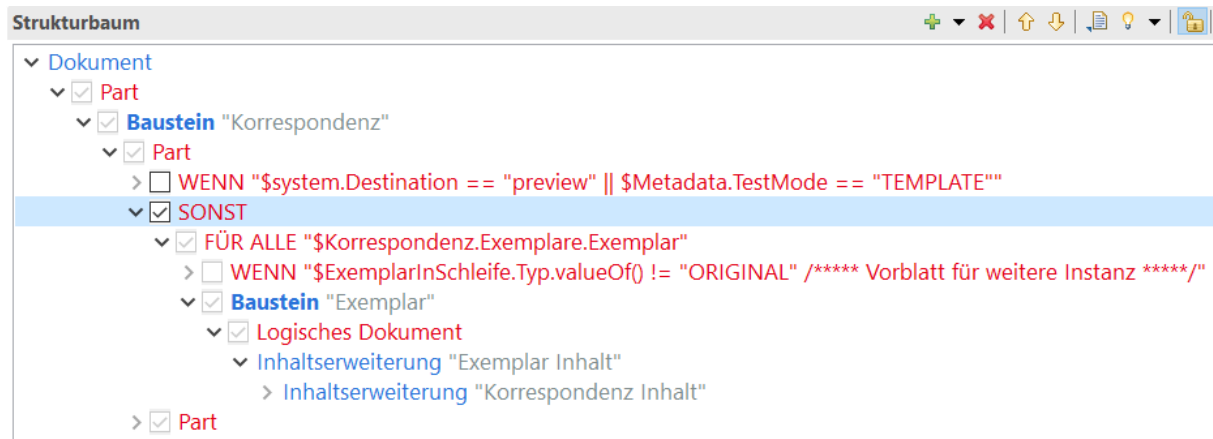 Strukturbaum
Dokument
Part
Baustein "Korrespondenz"
Part
WENN "$system.Destination == "preview" || $Metadata.TestMode == "TEMPLATE""
SONST
FÜR ALLE "$Korrespondenz.Exemplare.Exemplar"
WENN "$ExemplarInSchleife.Typ.valueOf() != "ORIGINAL" /***** Vorblatt für weitere Instanz *****/"
Baustein "Exemplar"
Logisches Dokument
Inhaltserweiterung "Exemplar Inhalt"
Inhaltserweiterung "Korrespondenz Inhalt"
Part